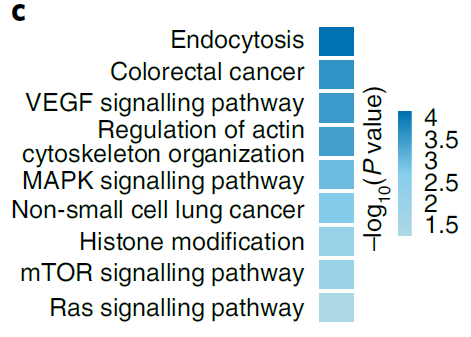 c
Endocytosis
Colorectal cancer
VEGF signalling pathway
Regulation of actin
cytoskeleton organization
MAPK signalling pathway
Non-small cell lung cancer
Histone modification
mTOR signalling pathway
Ras signalling pathway
–log10(P value)
4
3.5
3
2.5
2
1.5